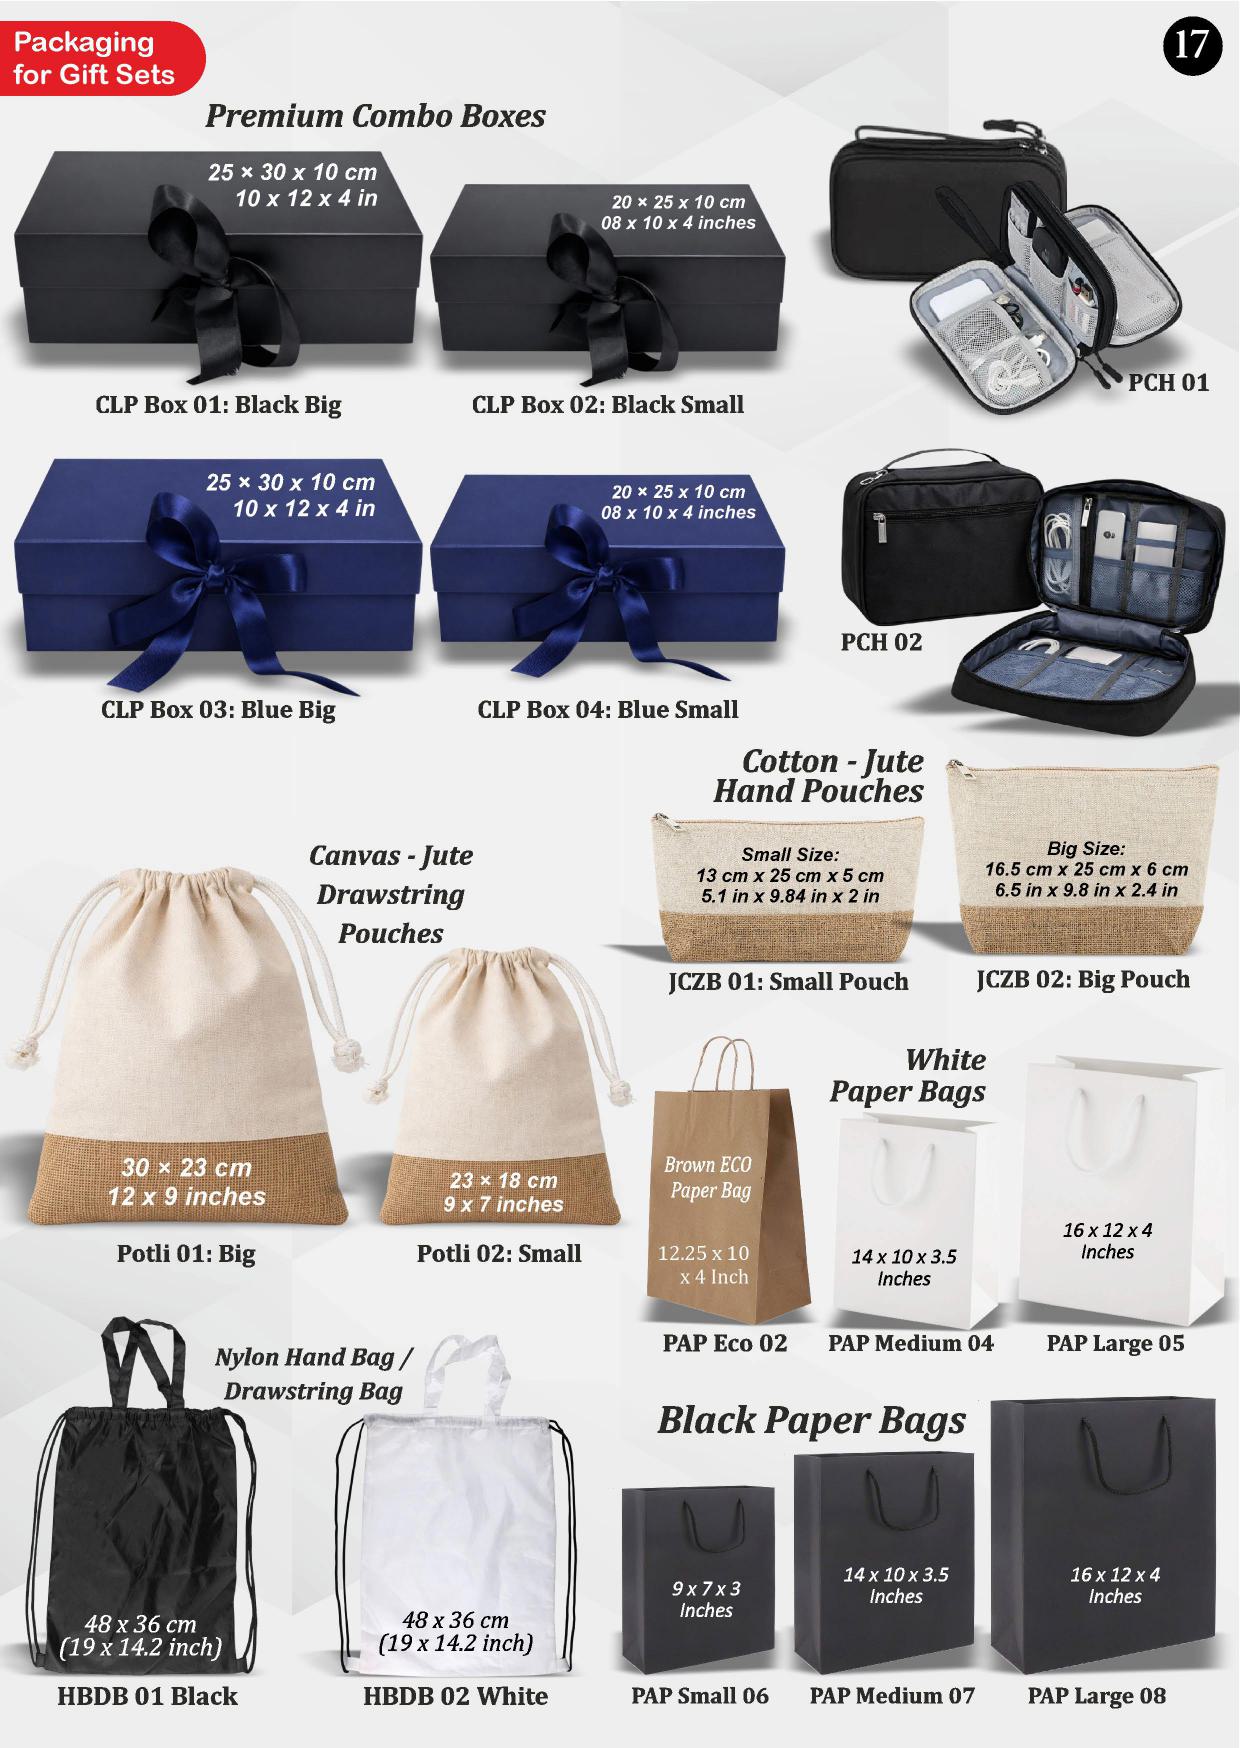 Packaging
for Gift Sets
17
Premium Combo Boxes
25 × 30 x 10 cm
10 x 12 x 4 in
20 × 25 x 10 cm
08 x 10 x 4 inches
CLP Box 01: Black Big
CLP Box 02: Black Small
PCH 01
25 × 30 x 10 cm
10 x 12 x 4 in
20 × 25 x 10 cm
08 x 10 x 4 inches
CLP Box 03: Blue Big
CLP Box 04: Blue Small
PCH 02
Cotton - Jute
Hand Pouches
Small Size:
13 cm x 25 cm x 5 cm
5.1 in x 9.84 in x 2 in
Big Size:
16.5 cm x 25 cm x 6 cm
6.5 in x 9.8 in x 2.4 in
JCZB 01: Small Pouch
JCZB 02: Big Pouch
Canvas - Jute
Drawstring
Pouches
30 × 23 cm
12 x 9 inches
23 × 18 cm
9 x 7 inches
Potli 01: Big
Potli 02: Small
White
Paper Bags
Brown ECO
Paper Bag
12.25 x 10
x 4 Inch
14 x 10 x 3.5
Inches
16 x 12 x 4
Inches
PAP Eco 02
PAP Medium 04
PAP Large 05
Nylon Hand Bag /
Drawstring Bag
48 x 36 cm
(19 x 14.2 inch)
48 x 36 cm
(19 x 14.2 inch)
HBDB 01 Black
HBDB 02 White
Black Paper Bags
9 x 7 x 3
Inches
14 x 10 x 3.5
Inches
16 x 12 x 4
Inches
PAP Small 06
PAP Medium 07
PAP Large 08